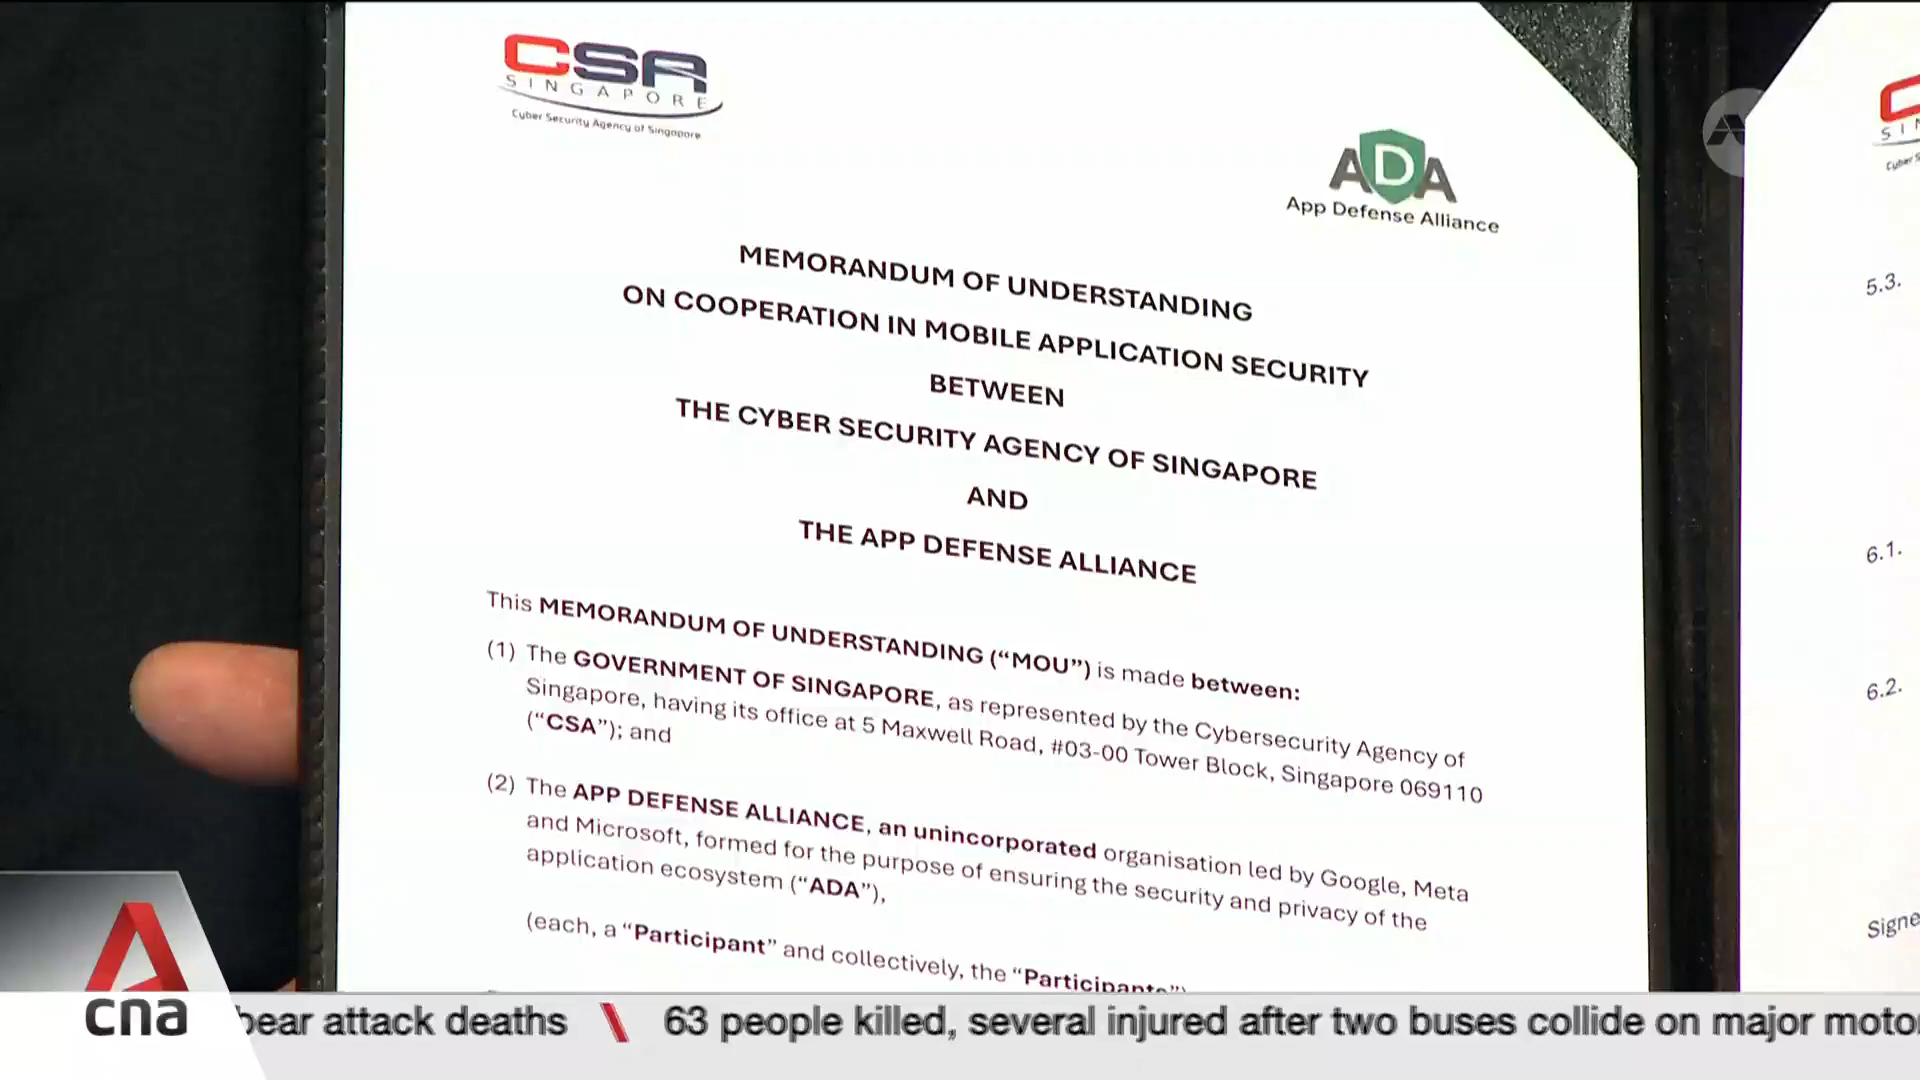 CSA
SINGAPORE
Cyber Security Agency of Singapore
ADA
App Defense Alliance
MEMORANDUM OF UNDERSTANDING
ON COOPERATION IN MOBILE APPLICATION SECURITY
BETWEEN
THE CYBER SECURITY AGENCY OF SINGAPORE
AND
THE APP DEFENSE ALLIANCE
This MEMORANDUM OF UNDERSTANDING (“MOU”) is made between:
(1) The GOVERNMENT OF SINGAPORE, as represented by the Cybersecurity Agency of
Singapore, having its office at 5 Maxwell Road, #03-00 Tower Block, Singapore 069110
(“CSA”); and
(2) The APP DEFENSE ALLIANCE, an unincorporated organisation led by Google, Meta
and Microsoft, formed for the purpose of ensuring the security and privacy of the
application ecosystem (“ADA”),
(each, a “Participant” and collectively, the “Participants”)
5.3.
6.1.
6.2.
cna
bear attack deaths
63 people killed, several injured after two buses collide on major